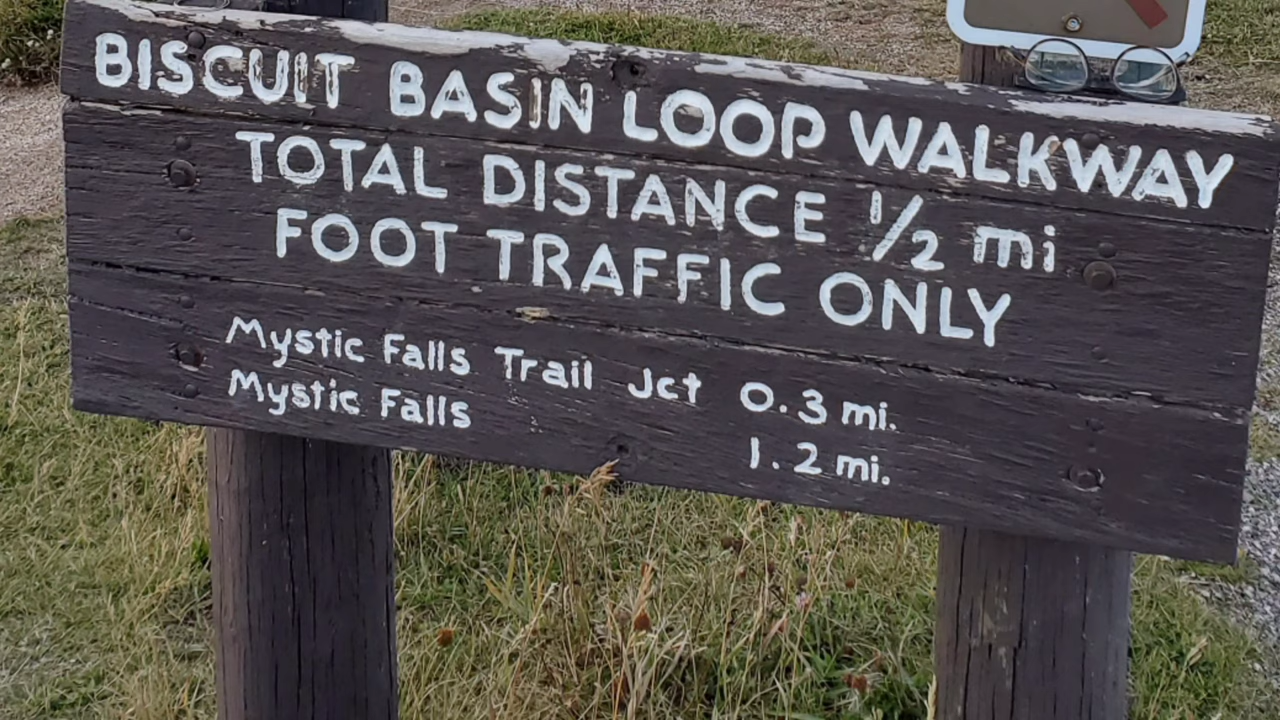 BISCUIT BASIN LOOP WALKWAY
TOTAL DISTANCE 1/2 mi
FOOT TRAFFIC ONLY
Mystic Falls Trail Jct 0.3 mi.
Mystic Falls 1.2 mi.